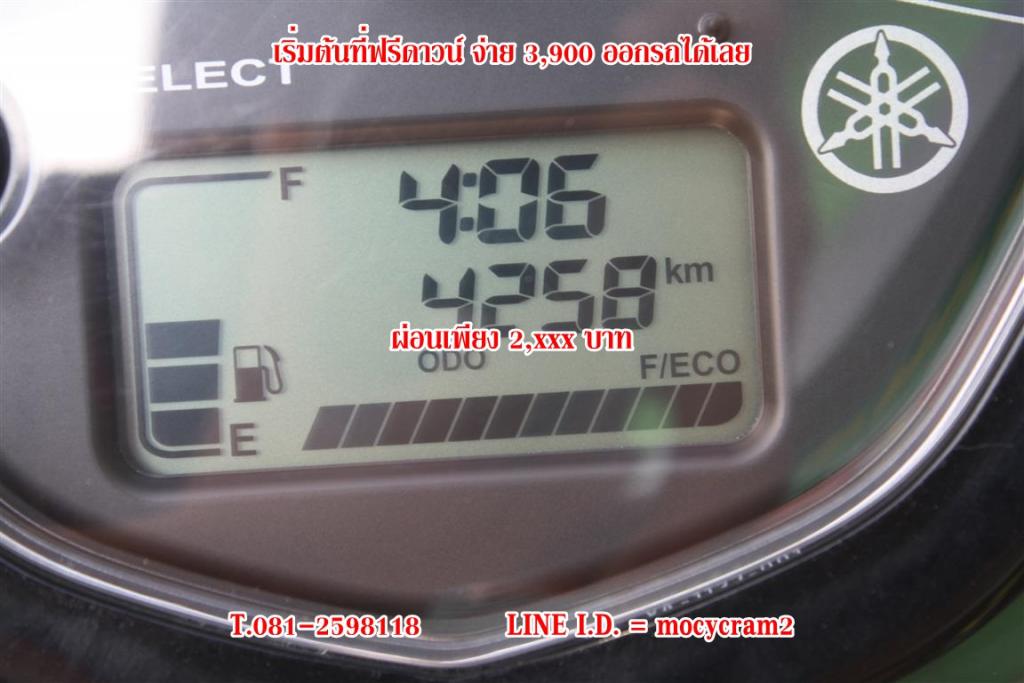 เริ่มต้นที่ฟรีดาวน์ จ่าย 3,900 ออกรถได้เลย
ELECT
F
4:06
4258 km
ผ่อนเพียง 2,xxx บาท
ODO F/ECO
E
T.081-2598118 LINE I.D. = mocycram2